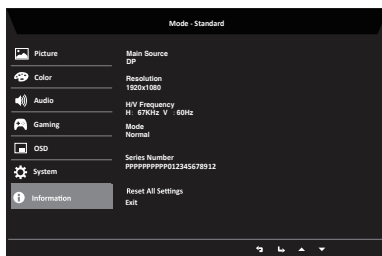 Mode - Standard
Picture
Color
Audio
Gaming
OSD
System
Information
Main Source
DP
Resolution
1920x1080
H/V Frequency
H: 67KHz V : 60Hz
Mode
Normal
Series Number
PPPPPPPPPP012345678912
Reset All Settings
Exit